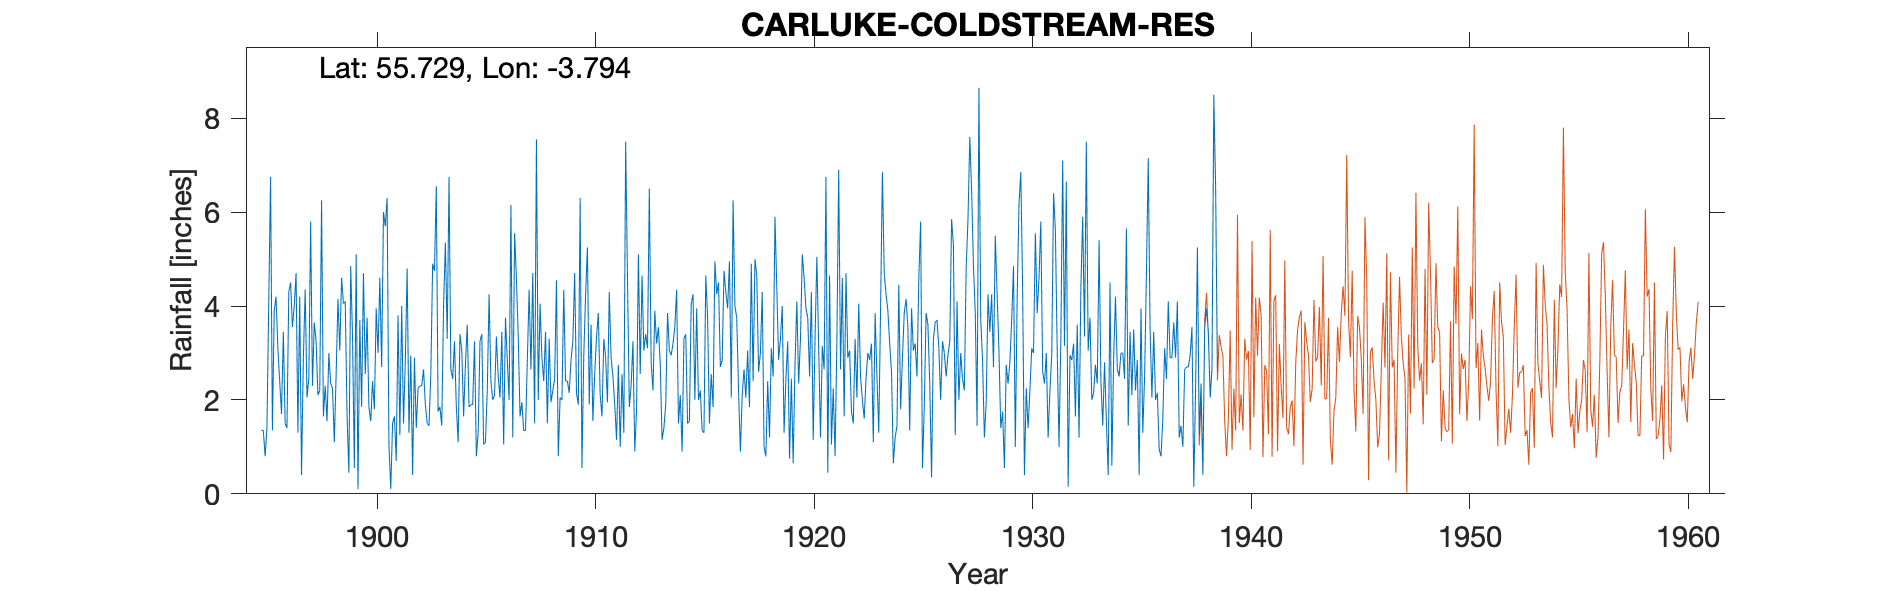 CARLUKE-COLDSTREAM-RES
Lat: 55.729, Lon: -3.794
8
6
4
2
0
Rainfall [inches]
1900 1910 1920 1930 1940 1950 1960
Year